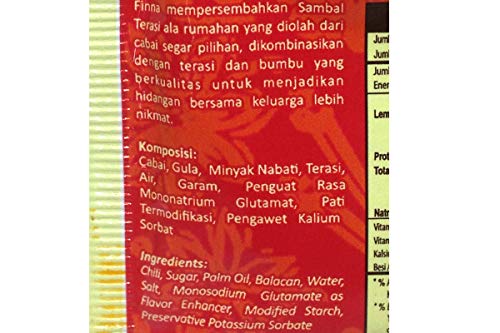 Finna mempersembahkan Sambal
Terasi ala rumahan yang diolah dari
cabai segar pilihan, dikombinasikan
dengan terasi dan bumbu yang
berkualitas untuk menjadikan
hidangan bersama keluarga lebih
nikmat.
Komposisi:
Cabai, Gula, Minyak Nabati, Terasi,
Air, Garam, Penguat Rasa
Mononatrium Glutamat, Pati
Termodifikasi, Pengawet Kalium
Sorbat
Ingredients:
Chili, Sugar, Palm Oil, Balacan, Water,
Salt, Monosodium Glutamate as
Flavor Enhancer, Modified Starch,
Preservative Potassium Sorbate